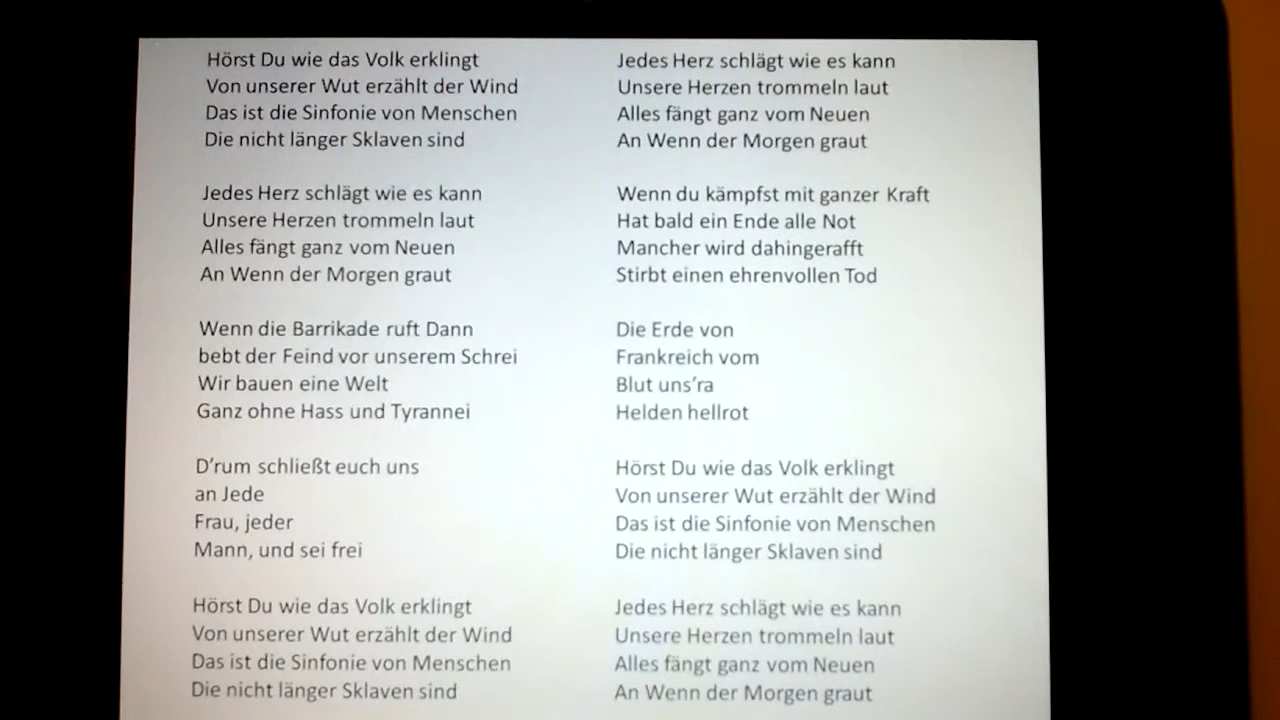 Hörst Du wie das Volk erklingt
Von unserer Wut erzählt der Wind
Das ist die Sinfonie von Menschen
Die nicht länger Sklaven sind
Jedes Herz schlägt wie es kann
Unsere Herzen trommeln laut
Alles fängt ganz vom Neuen
An Wenn der Morgen graut
Wenn die Barrikade ruft Dann
bebt der Feind vor unserem Schrei
Wir bauen eine Welt
Ganz ohne Hass und Tyrannei
D’rum schließt euch uns
an Jede
Frau, jeder
Mann, und sei frei
Hörst Du wie das Volk erklingt
Von unserer Wut erzählt der Wind
Das ist die Sinfonie von Menschen
Die nicht länger Sklaven sind
Jedes Herz schlägt wie es kann
Unsere Herzen trommeln laut
Alles fängt ganz vom Neuen
An Wenn der Morgen graut
Wenn du kämpfst mit ganzer Kraft
Hat bald ein Ende alle Not
Mancher wird dahingerafft
Stirbt einen ehrenvollen Tod
Die Erde von
Frankreich vom
Blut uns’ra
Helden hellrot
Hörst Du wie das Volk erklingt
Von unserer Wut erzählt der Wind
Das ist die Sinfonie von Menschen
Die nicht länger Sklaven sind
Jedes Herz schlägt wie es kann
Unsere Herzen trommeln laut
Alles fängt ganz vom Neuen
An Wenn der Morgen graut